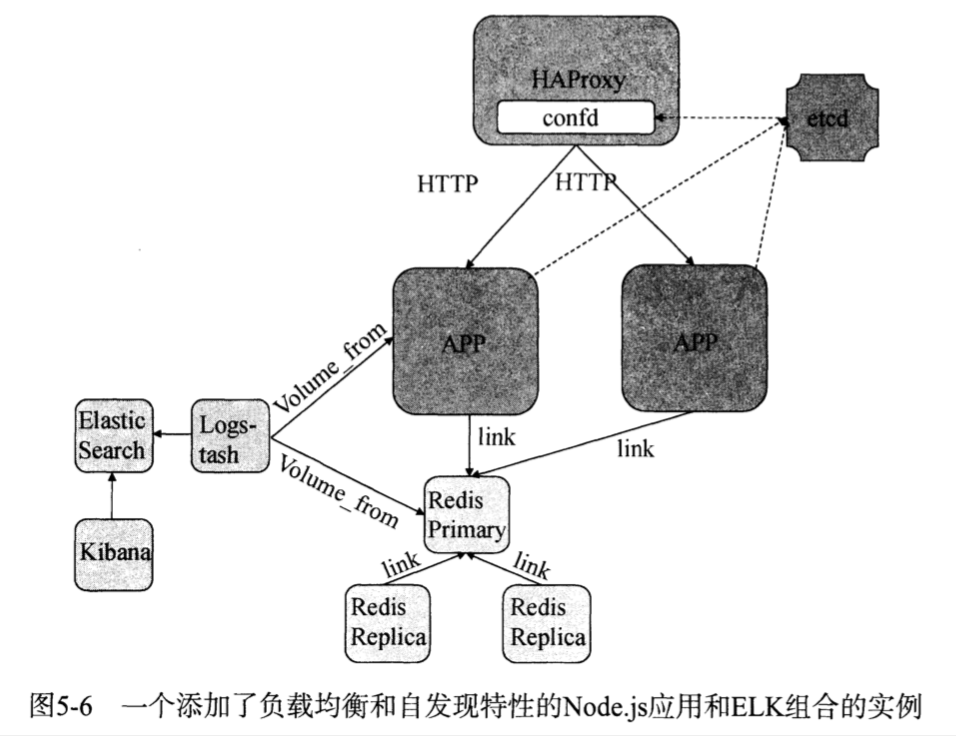 HAProxy
confd
etcd
HTTP
HTTP
APP
APP
Volume_from
Elastic
Search
Logs-
tash
link
link
Volume_from
Redis
Primary
Kibana
link
link
Redis
Replica
Redis
Replica
图5-6 一个添加了负载均衡和自发现特性的Node.js应用和ELK组合的实例